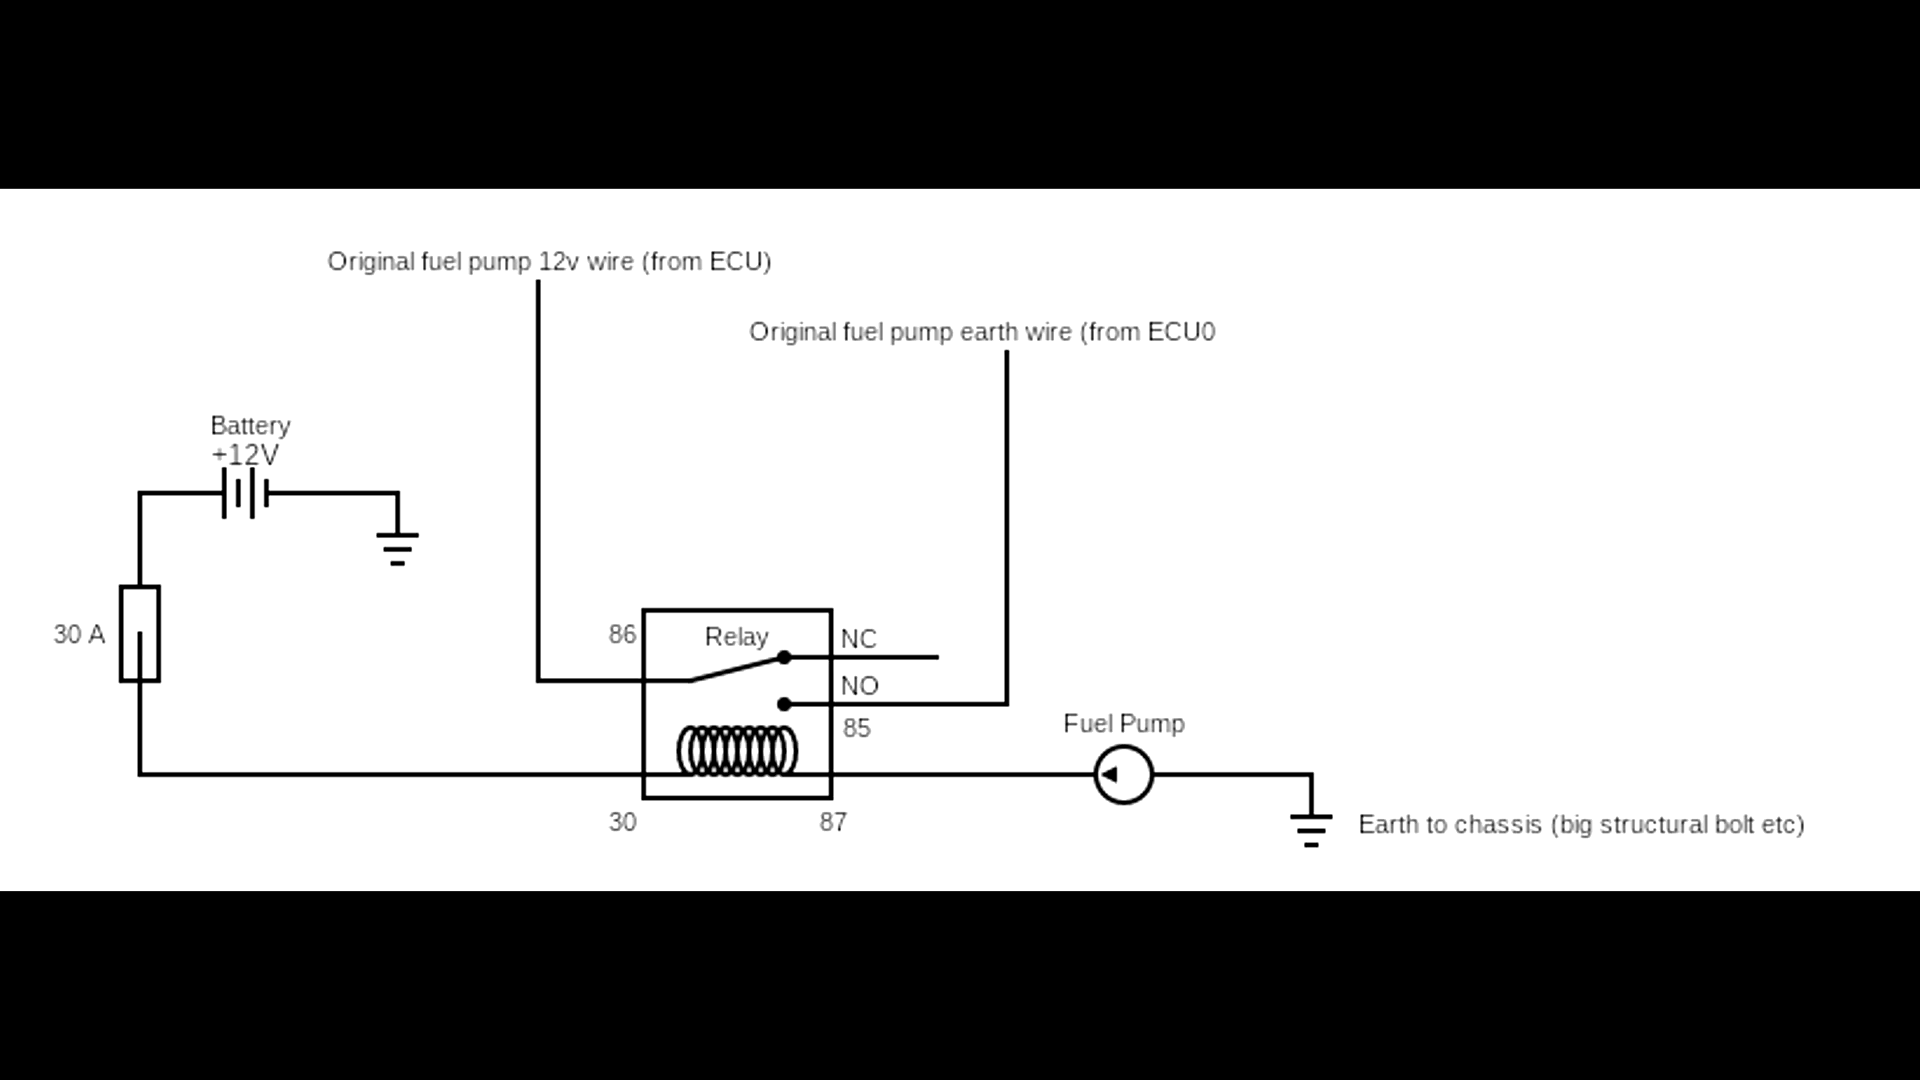 Original fuel pump 12v wire (from ECU)
Original fuel pump earth wire (from ECU0
Battery
+12V
30 A
86
Relay
NC
NO
85
Fuel Pump
30
87
Earth to chassis (big structural bolt etc)